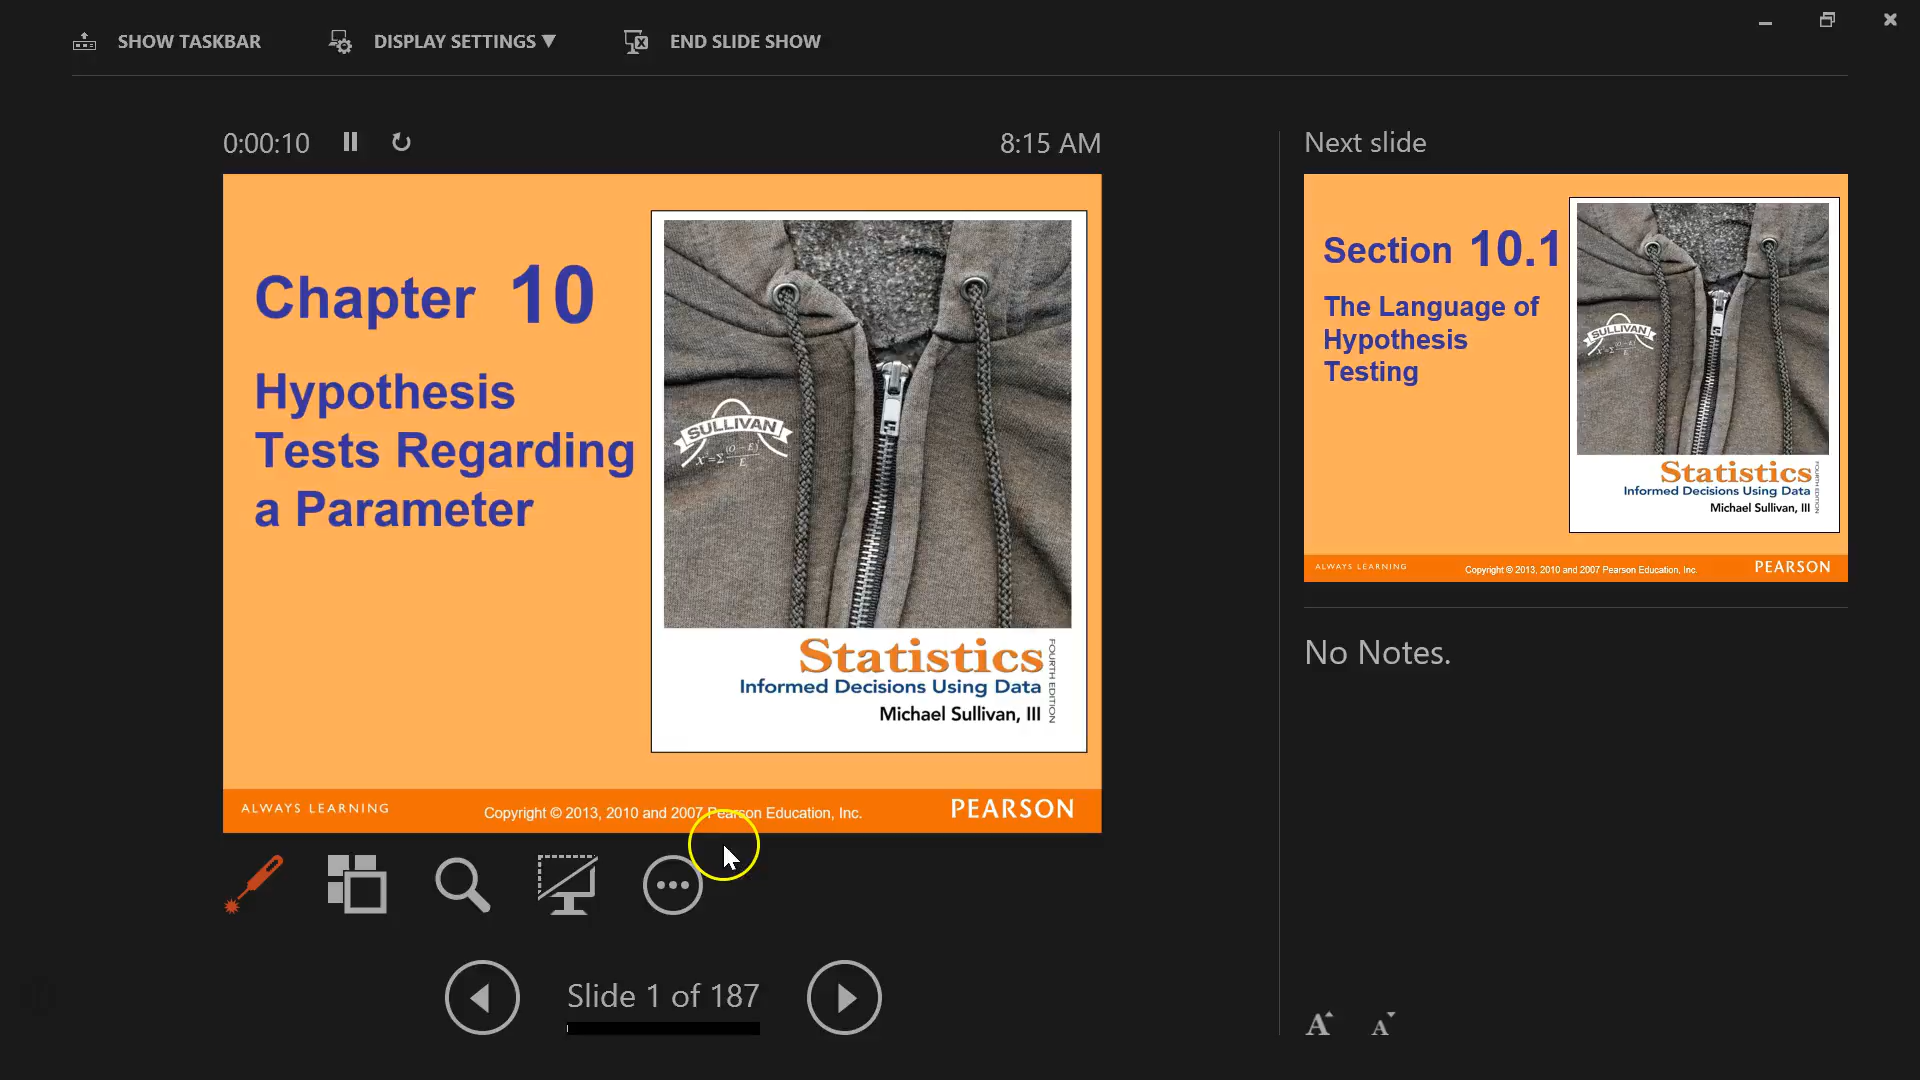 SHOW TASKBAR
DISPLAY SETTINGS ▼
END SLIDE SHOW
0:00:10
8:15 AM
Chapter 10
Hypothesis
Tests Regarding
a Parameter
SULLIVAN
Statistics
Informed Decisions Using Data
Michael Sullivan, III
FOURTH EDITION
ALWAYS LEARNING
Copyright © 2013, 2010 and 2007 Pearson Education, Inc.
PEARSON
Slide 1 of 187
Next slide
Section 10.1
The Language of
Hypothesis
Testing
SULLIVAN
Statistics
Informed Decisions Using Data
Michael Sullivan, III
FOURTH EDITION
ALWAYS LEARNING
Copyright © 2013, 2010 and 2007 Pearson Education, Inc.
PEARSON
No Notes.
A
A